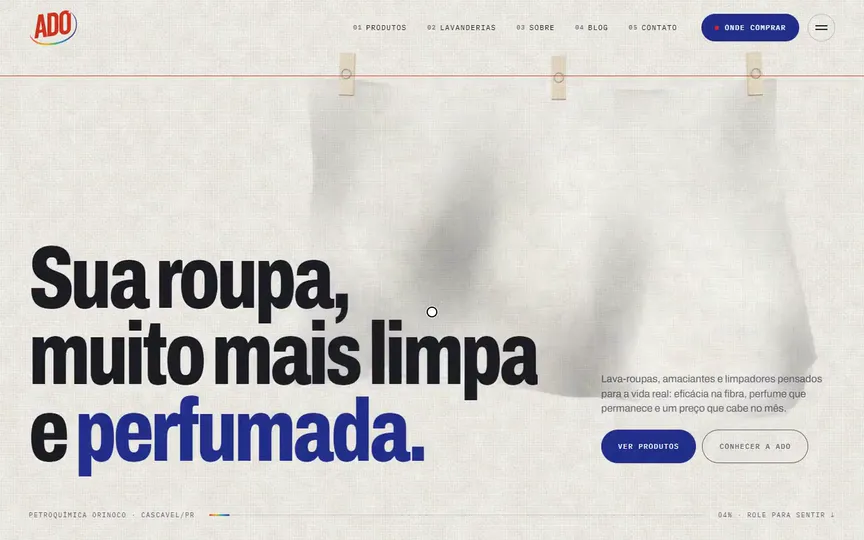 ADO
01 PRODUTOS
02 LAVANDERIAS
03 SOBRE
04 BLOG
05 CONTATO
ONDE COMPRAR
Sua roupa,
muito mais limpa
e perfumada.
Lava-roupas, amaciantes e limpadores pensados
para a vida real: eficácia na fibra, perfume que
permanece e um preço que cabe no mês.
VER PRODUTOS
CONHECER A ADO
PETROQUÍMICA ORINOCO · CASCAVEL/PR
04N · ROLE PARA SENTIR ↓